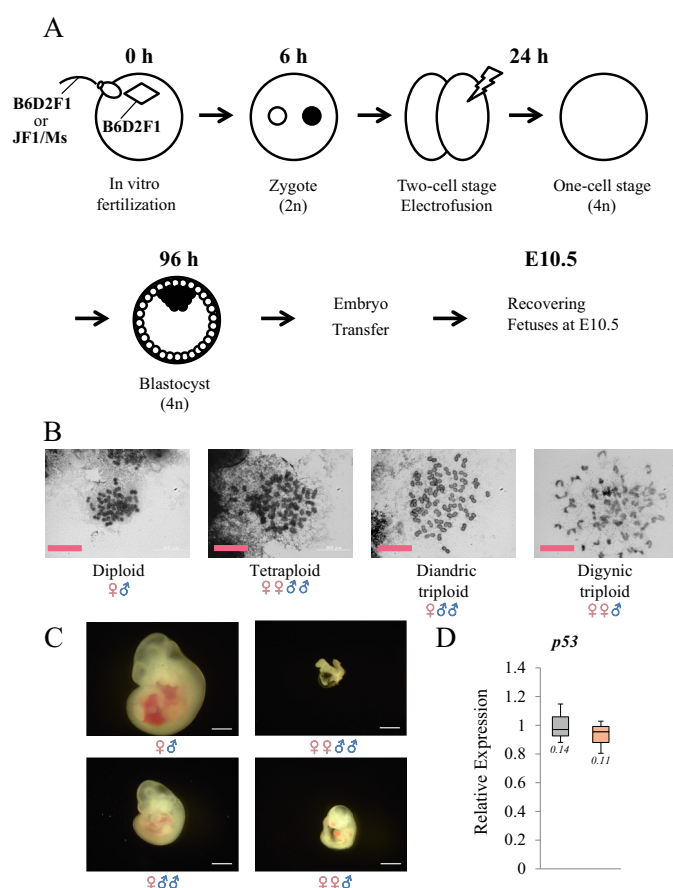 A
0 h
6 h
24 h
B6D2F1
or
JF1/Ms
B6D2F1
In vitro
fertilization
Zygote
(2n)
Two-cell stage
Electrofusion
One-cell stage
(4n)
96 h
E10.5
Embryo
Transfer
Recovering
Fetuses at E10.5
Blastocyst
(4n)
B
Diploid
♀♂
Tetraploid
♀♀♂♂
Diandric
triploid
♀♂♂
Digynic
triploid
♀♀♂
C
♀♂
♀♀♂♂
♀♂♂
♀♀♂
D
p53
Relative Expression
1.4
1.2
1
0.8
0.6
0.4
0.2
0
0.14
0.11